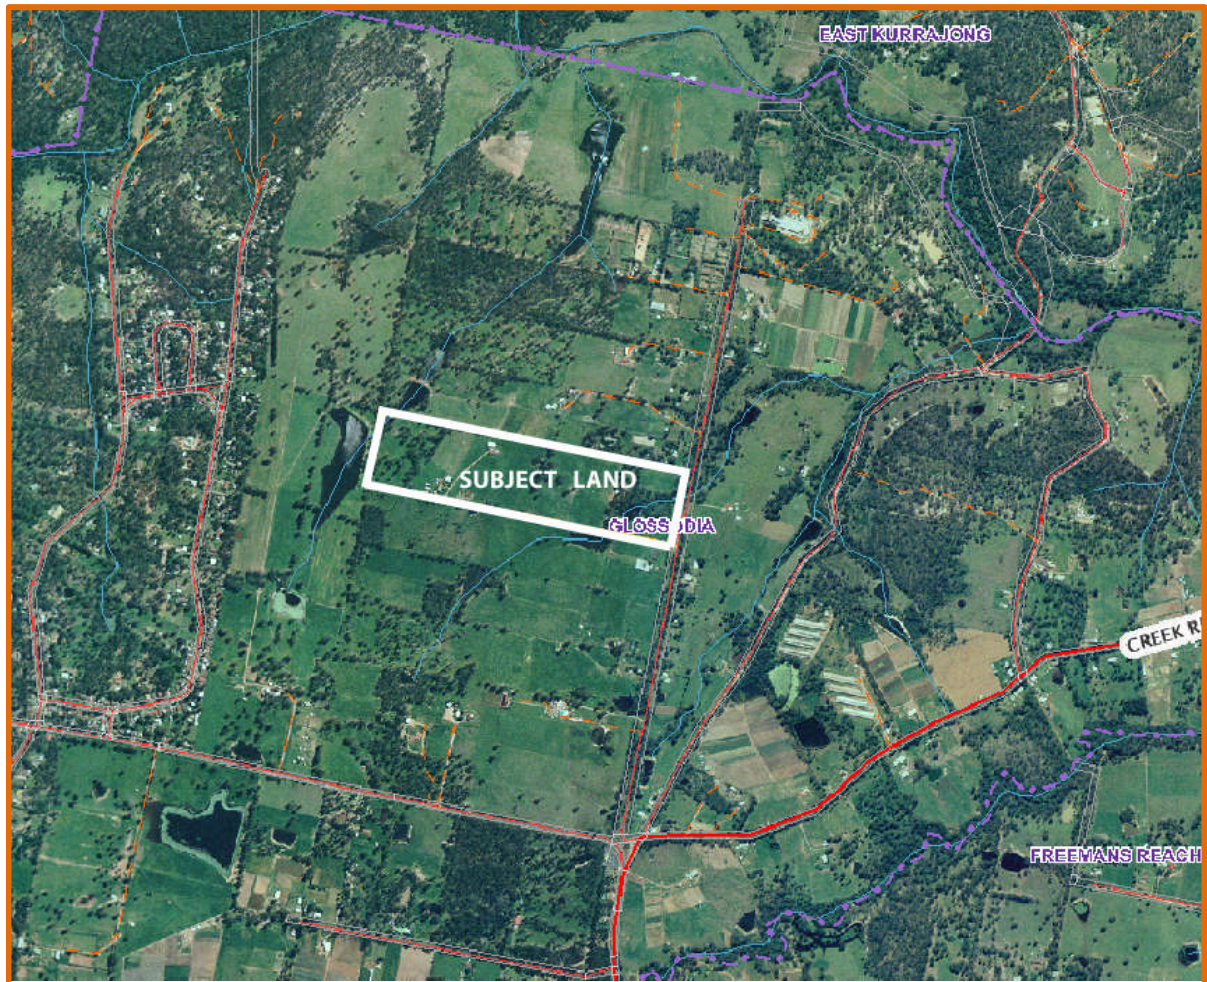 EAST KURRAJONG
SUBJECT LAND
GLOSSODIA
CREEK R
FREEMANS REACH